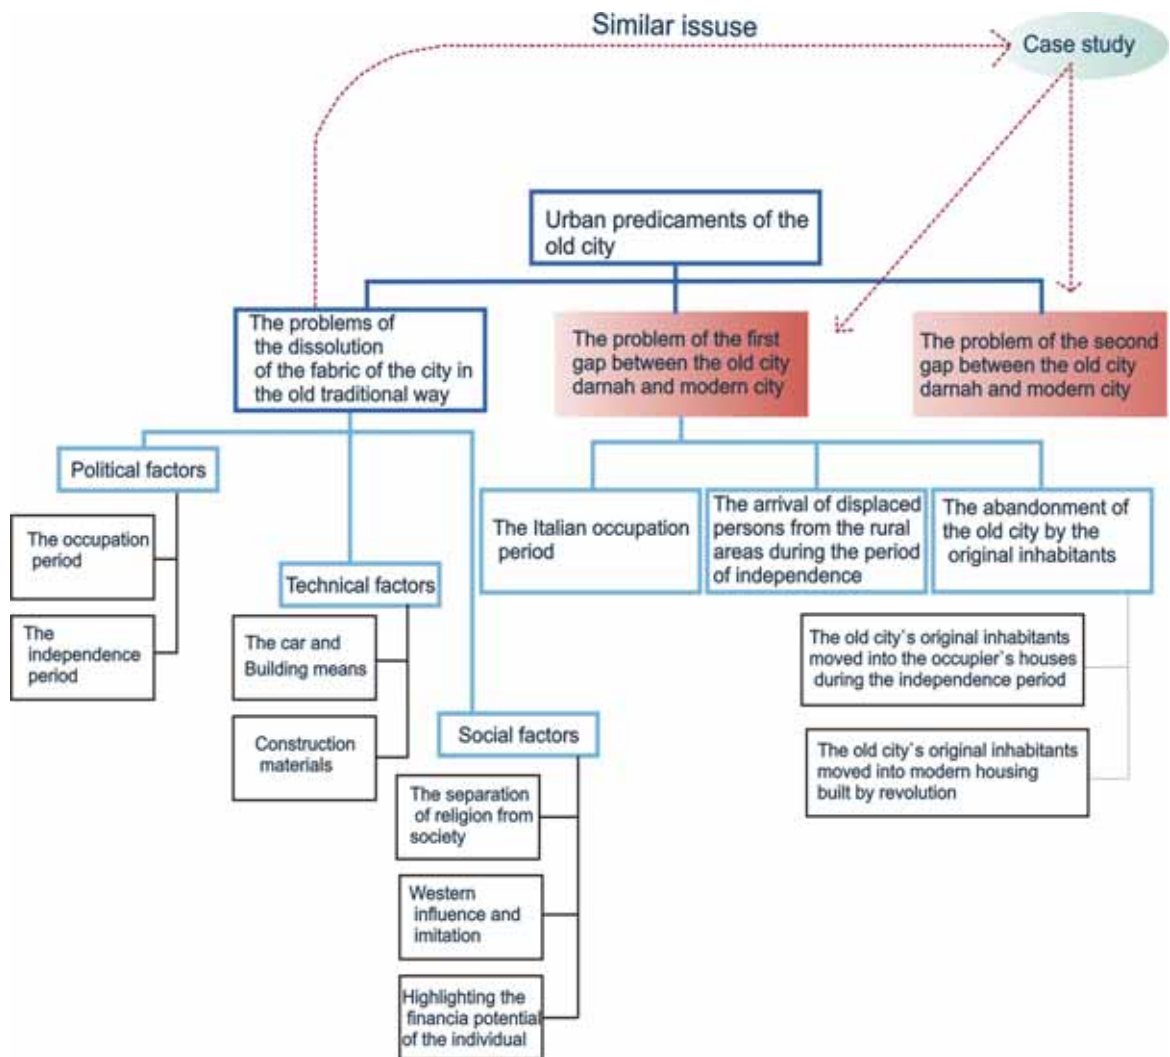 Similar issuse
Case study
Urban predicaments of the
old city
The problems of
the dissolution
of the fabric of the city in
the old traditional way
The problem of the first
gap between the old city
darnah and modern city
The problem of the second
gap between the old city
darnah and modern city
Political factors
The occupation
period
The
independence
period
Technical factors
The car and
Building means
Construction
materials
Social factors
The separation
of religion from
society
Western
influence and
imitation
Highlighting the
financia potential
of the individual
The Italian occupation
period
The arrival of displaced
persons from the rural
areas during the period
of independence
The abandonment of
the old city by the
original inhabitants
The old city`s original inhabitants
moved into the occupier`s houses
during the independence period
The old city`s original inhabitants
moved into modern housing
built by revolution